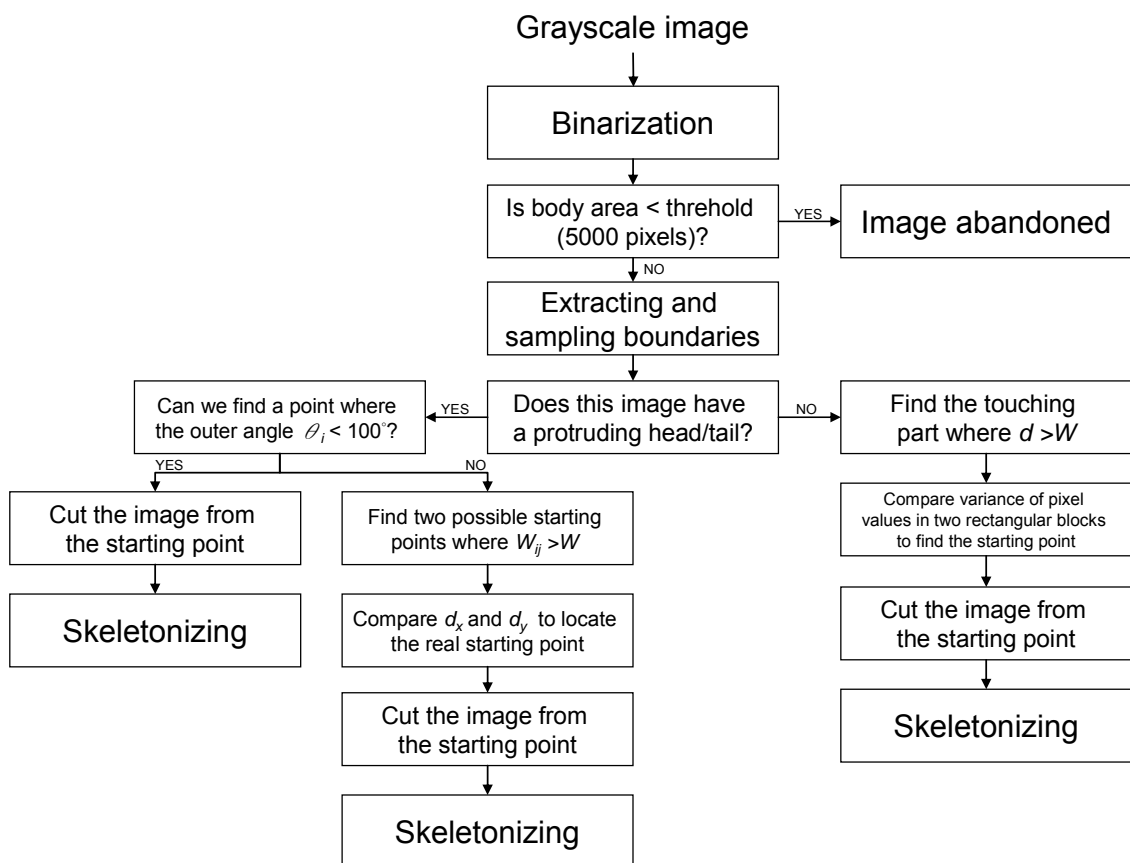 Grayscale image
Binarization
Is body area < threhold
(5000 pixels)?
YES
Image abandoned
NO
Extracting and
sampling boundaries
Can we find a point where
the outer angle θi < 100°?
YES
Does this image have
a protruding head/tail?
NO
Find the touching
part where d >W
YES
NO
Cut the image from
the starting point
Find two possible starting
points where Wij >W
Compare variance of pixel
values in two rectangular blocks
to find the starting point
Skeletonizing
Compare dx and dy to locate
the real starting point
Cut the image from
the starting point
Cut the image from
the starting point
Skeletonizing
Skeletonizing